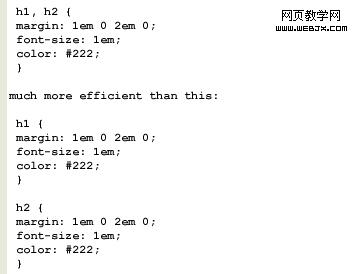 h1, h2 {
margin: 1em 0 2em 0;
font-size: 1em;
color: #222;
}
much more efficient than this:
h1 {
margin: 1em 0 2em 0;
font-size: 1em;
color: #222;
}
h2 {
margin: 1em 0 2em 0;
font-size: 1em;
color: #222;
}
网页教学网
www.webjx.com